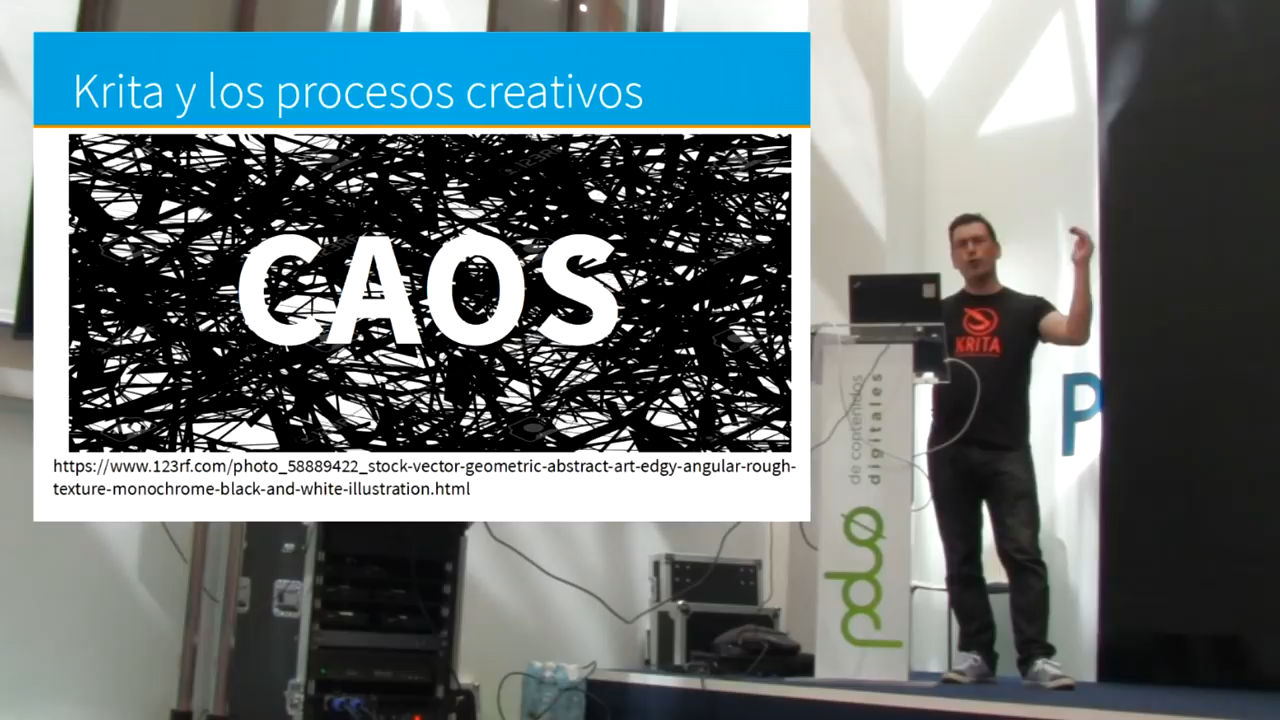 Krita y los procesos creativos
CAOS
https://www.123rf.com/photo_58889422_stock-vector-geometric-abstract-art-edgy-angular-rough-
texture-monochrome-black-and-white-illustration.html
KRITA
de contenidos
digitales
pdø
P